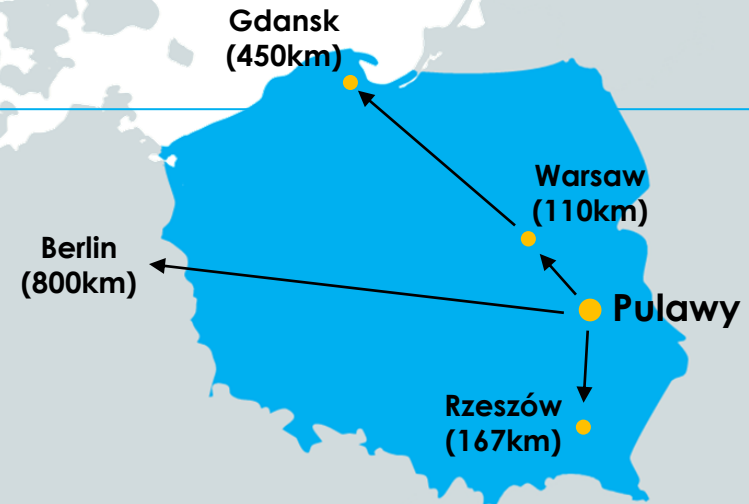 Gdansk
(450km)
Warsaw
(110km)
Berlin
(800km)
Pulawy
Rzeszów
(167km)